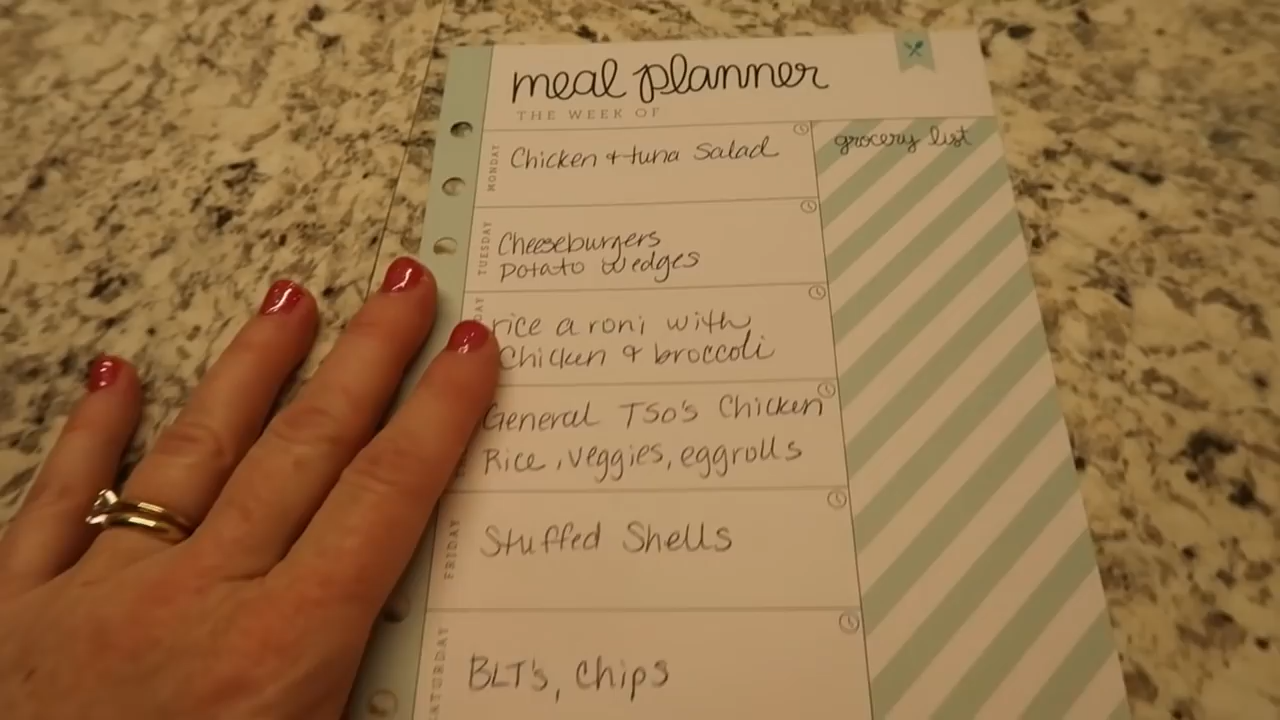 meal planner
THE WEEK OF
grocery list
MONDAY
Chicken + tuna Salad
TUESDAY
Cheeseburgers
Potato Wedges
rice a roni with
Chicken & broccoli
General TSO's Chicken
Rice, veggies, eggrolls
FRIDAY
Stuffed Shells
BLT's, Chips